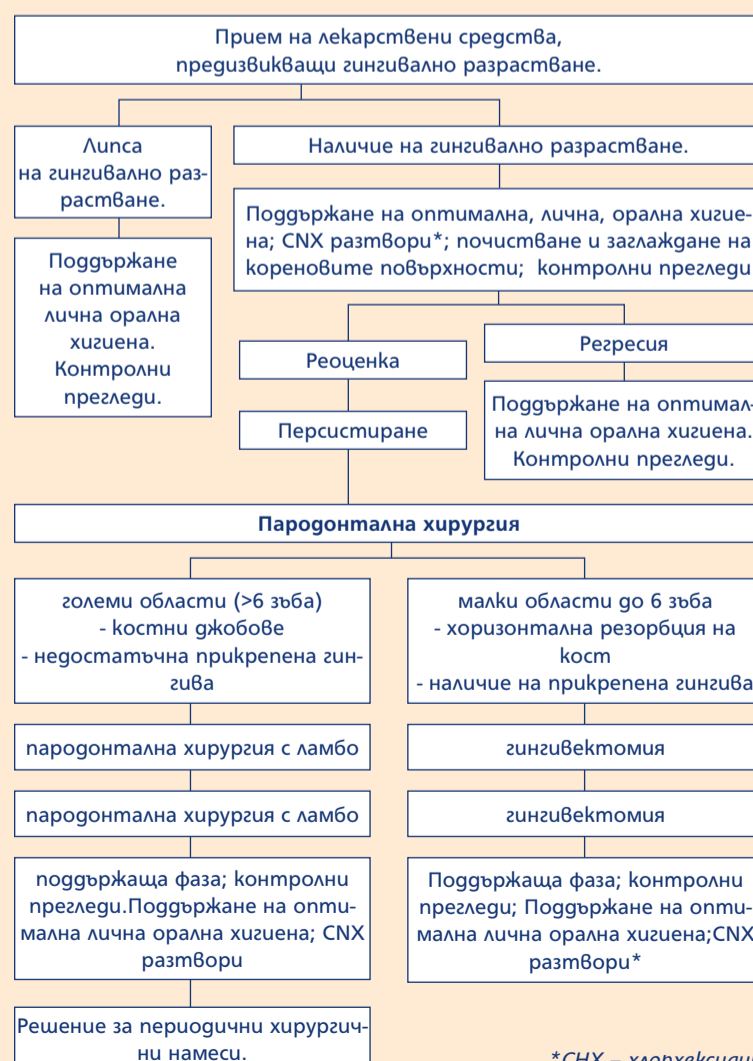 Прием на лекарствени средства,
предизвикващи гингивално разрастване.
Липса
на гингивално раз-
растване.
Поддържане
на оптимална
лична орална
хигиена.
Контролни
прегледи.
Наличие на гингивално разрастване.
Поддържане на оптимална, лична, орална хигие-
на; CNX разтвори*; почистване и заглаждане на
кореновите повърхности; контролни прегледи
Реоценка
Персистиране
Регресия
Поддържане на оптимал-
на лична орална хигиена.
Контролни прегледи.
Пародонтална хирургия
големи области (>6 зъба)
- костни джобове
- недостатъчна прикрепена гин-
гива
пародонтална хирургия с ламбо
пародонтална хирургия с ламбо
поддържаща фаза; контролни
прегледи.Поддържане на опти-
мална лична орална хигиена; CNX
разтвори
Решение за периодични хирургич-
ни намеси.
малки области до 6 зъба
- хоризонтална резорбция на
кост
- наличие на прикрепена гингива
гингивектомия
гингивектомия
Поддържаща фаза; контролни
прегледи; Поддържане на опти-
мална лична орална хигиена;CNX
разтвори*
*CHX –